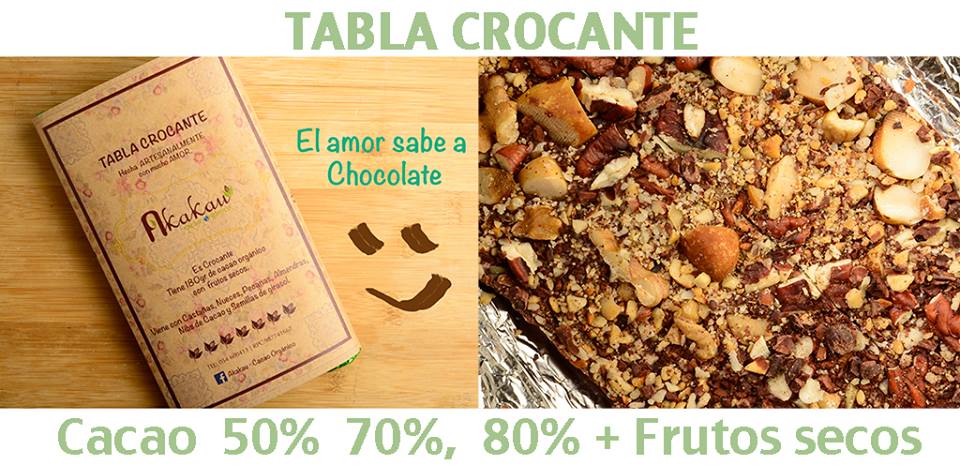 TABLA CROCANTE
TABLA CROCANTE
Hecha ARTESANALMENTE
con mucho AMOR.
Akakau
Es Crocante
Tiene 180gr de cacao orgánico
con frutos secos.
Viene con Castañas, Nueces, Pecanas, Almendras,
Nibs de Cacao y Semillas de girasol.
Akakau - Cacao Orgánico
El amor sabe a
Chocolate
Cacao 50% 70%, 80% + Frutos secos